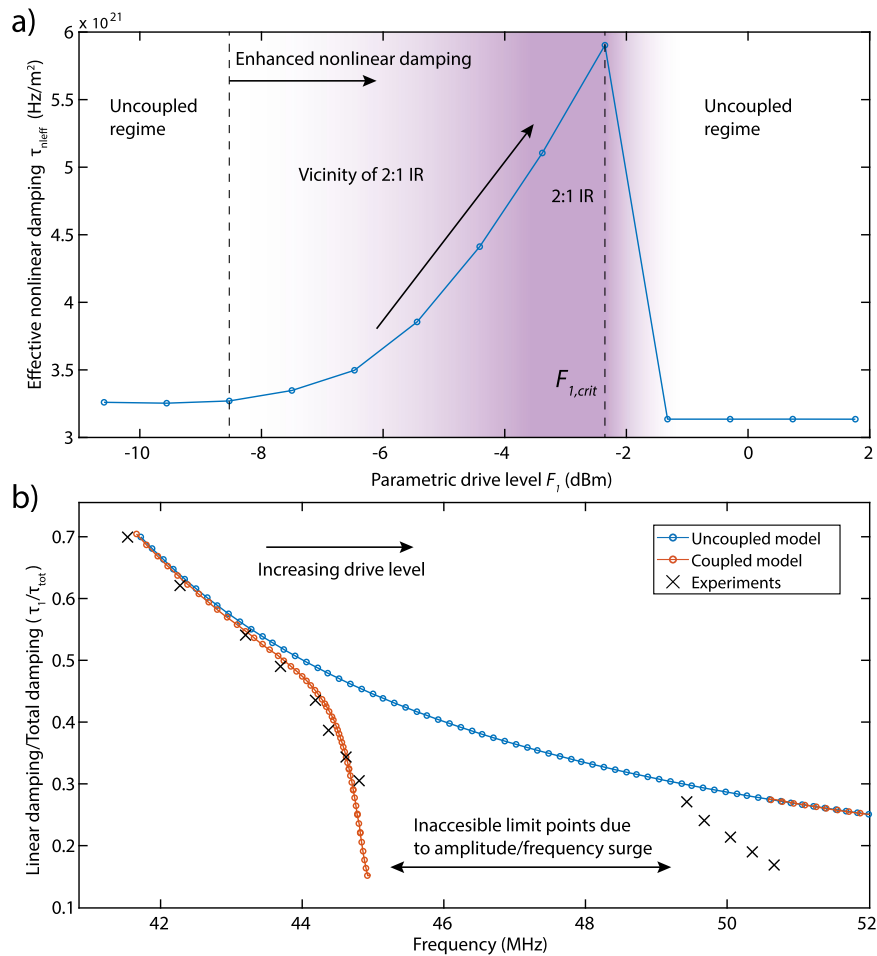 a)
× 10²¹
6
5.5
5
4.5
4
3.5
3
Effective nonlinear damping τnleff (Hz/m²)
Enhanced nonlinear damping
Uncoupled
regime
Uncoupled
regime
Vicinity of 2:1 IR
2:1 IR
F1,crit
-10
-8
-6
-4
-2
0
2
Parametric drive level F1 (dBm)
b)
0.7
0.6
0.5
0.4
0.3
0.2
0.1
Linear damping/Total damping (τ1/τtot)
Increasing drive level
Uncoupled model
Coupled model
Experiments
Inaccesible limit points due
to amplitude/frequency surge
42
44
46
48
50
52
Frequency (MHz)